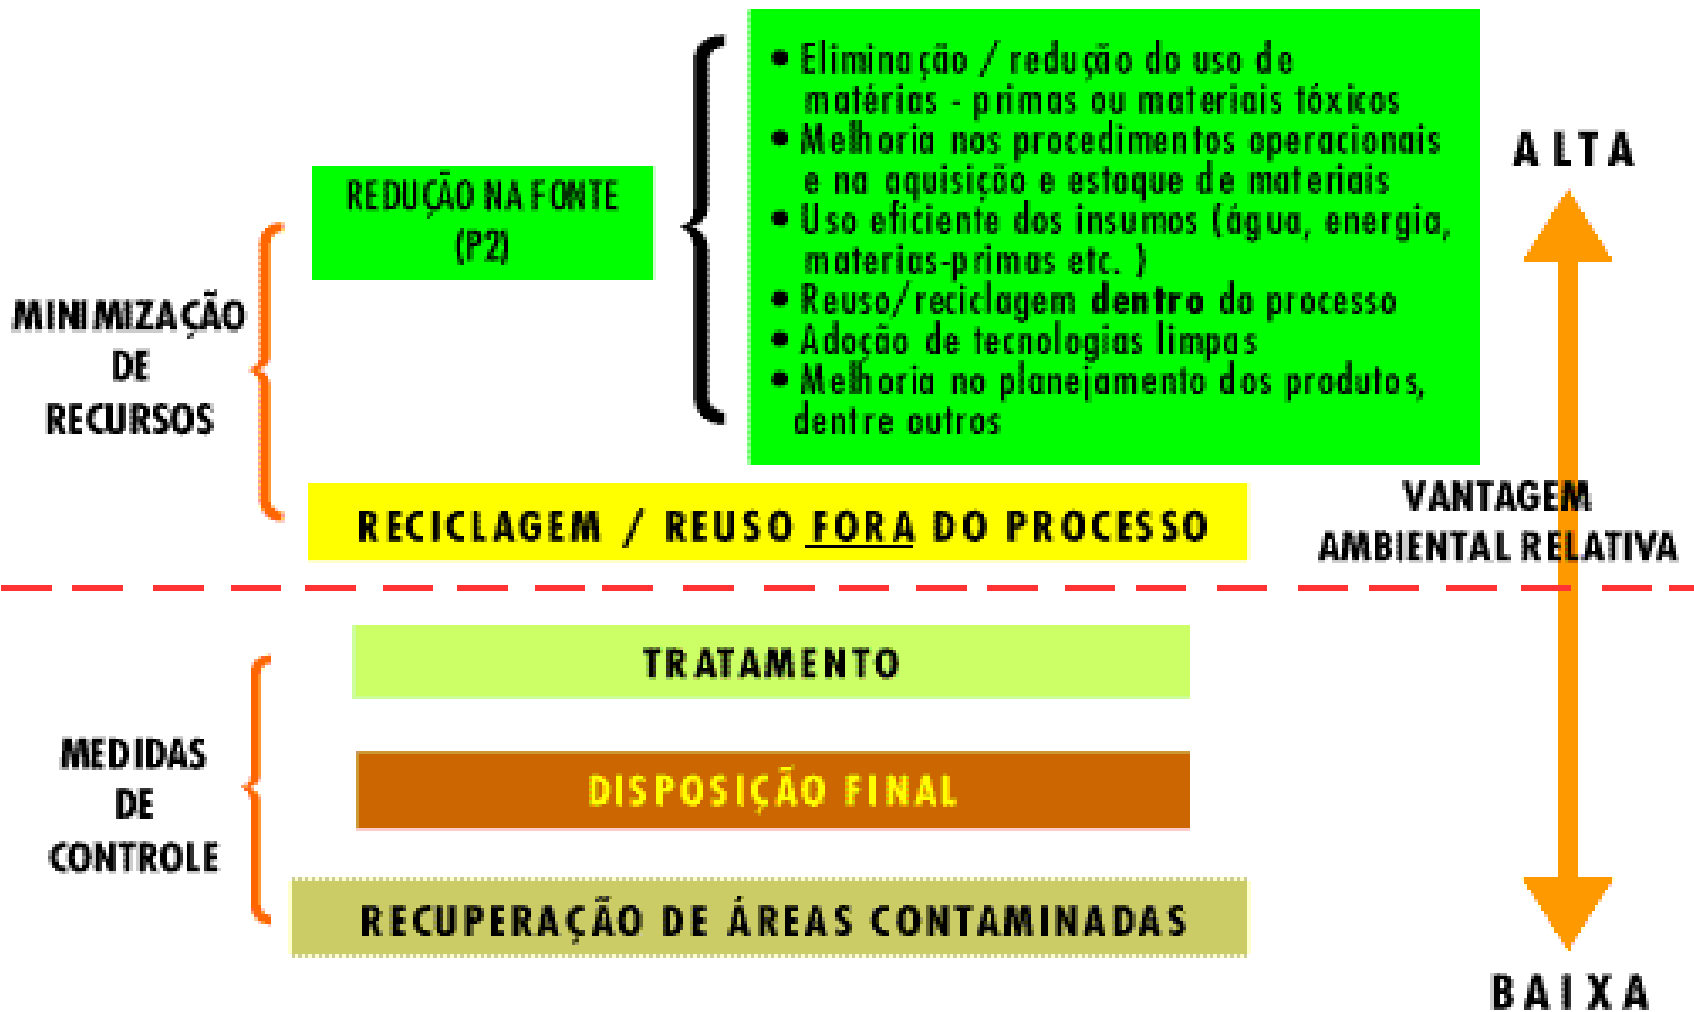 • Eliminação / redução do uso de
matérias - primas ou materiais tóxicos
• Melhoria nos procedimentos operacionais
e na aquisição e estoque de materiais
• Uso eficiente dos insumos (água, energia,
materias-primas etc. )
• Reuso/reciclagem dentro do processo
• Adoção de tecnologias limpas
• Melhoria no planejamento dos produtos,
dentre outros
REDUÇÃO NA FONTE
(P2)
MINIMIZAÇÃO
DE
RECURSOS
RECICLAGEM / REUSO FORA DO PROCESSO
ALTA
VANTAGEM
AMBIENTAL RELATIVA
TRATAMENTO
MEDIDAS
DE
CONTROLE
DISPOSIÇÃO FINAL
RECUPERAÇÃO DE ÁREAS CONTAMINADAS
BAIXA